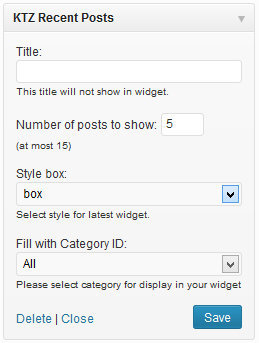 KTZ Recent Posts
Title:
This title will not show in widget.
Number of posts to show: 5
(at most 15)
Style box:
box
Select style for latest widget.
Fill with Category ID:
All
Please select category for display in your widget
Delete | Close
Save